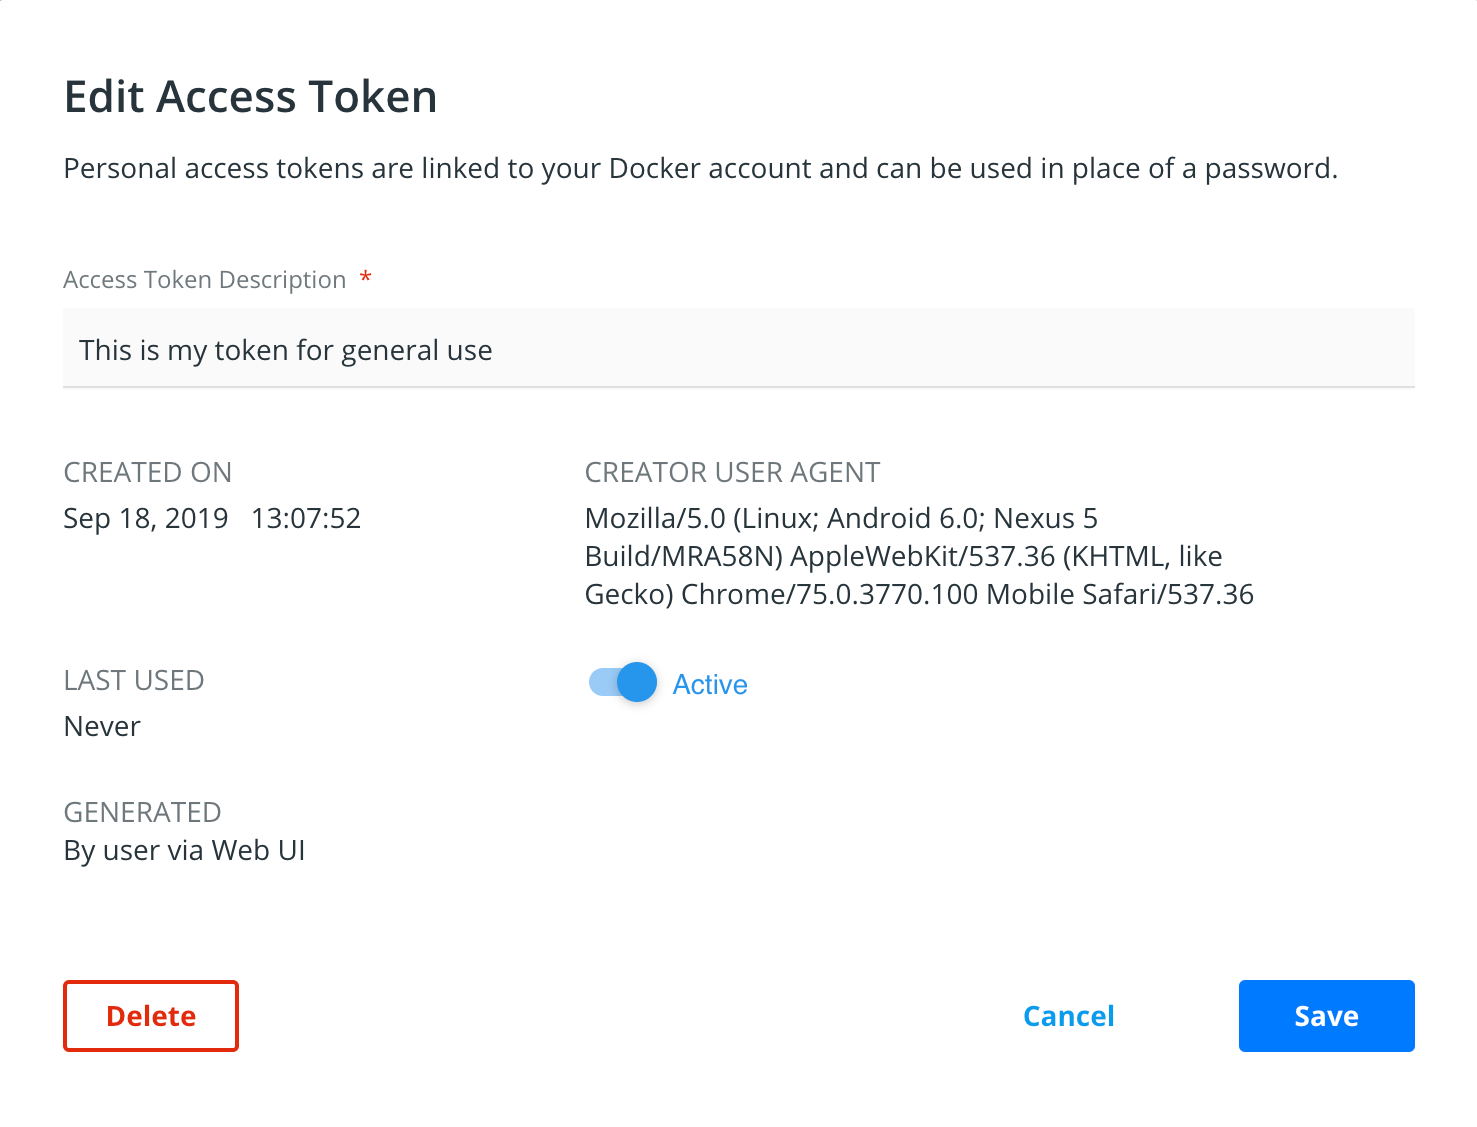 Edit Access Token
Personal access tokens are linked to your Docker account and can be used in place of a password.
Access Token Description *
This is my token for general use
CREATED ON
Sep 18, 2019 13:07:52
CREATOR USER AGENT
Mozilla/5.0 (Linux; Android 6.0; Nexus 5
Build/MRA58N) AppleWebKit/537.36 (KHTML, like
Gecko) Chrome/75.0.3770.100 Mobile Safari/537.36
LAST USED
Never
Active
GENERATED
By user via Web UI
Delete
Cancel
Save